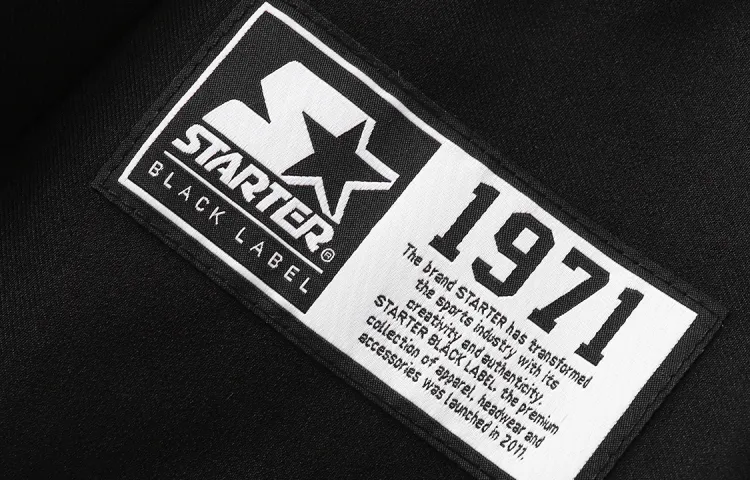 STARTER®
BLACK LABEL
1971
The brand STARTER has transformed
the sports industry with its
creativity and authenticity.
STARTER BLACK LABEL, the premium
collection of apparel, headwear and
accessories was launched in 2011.